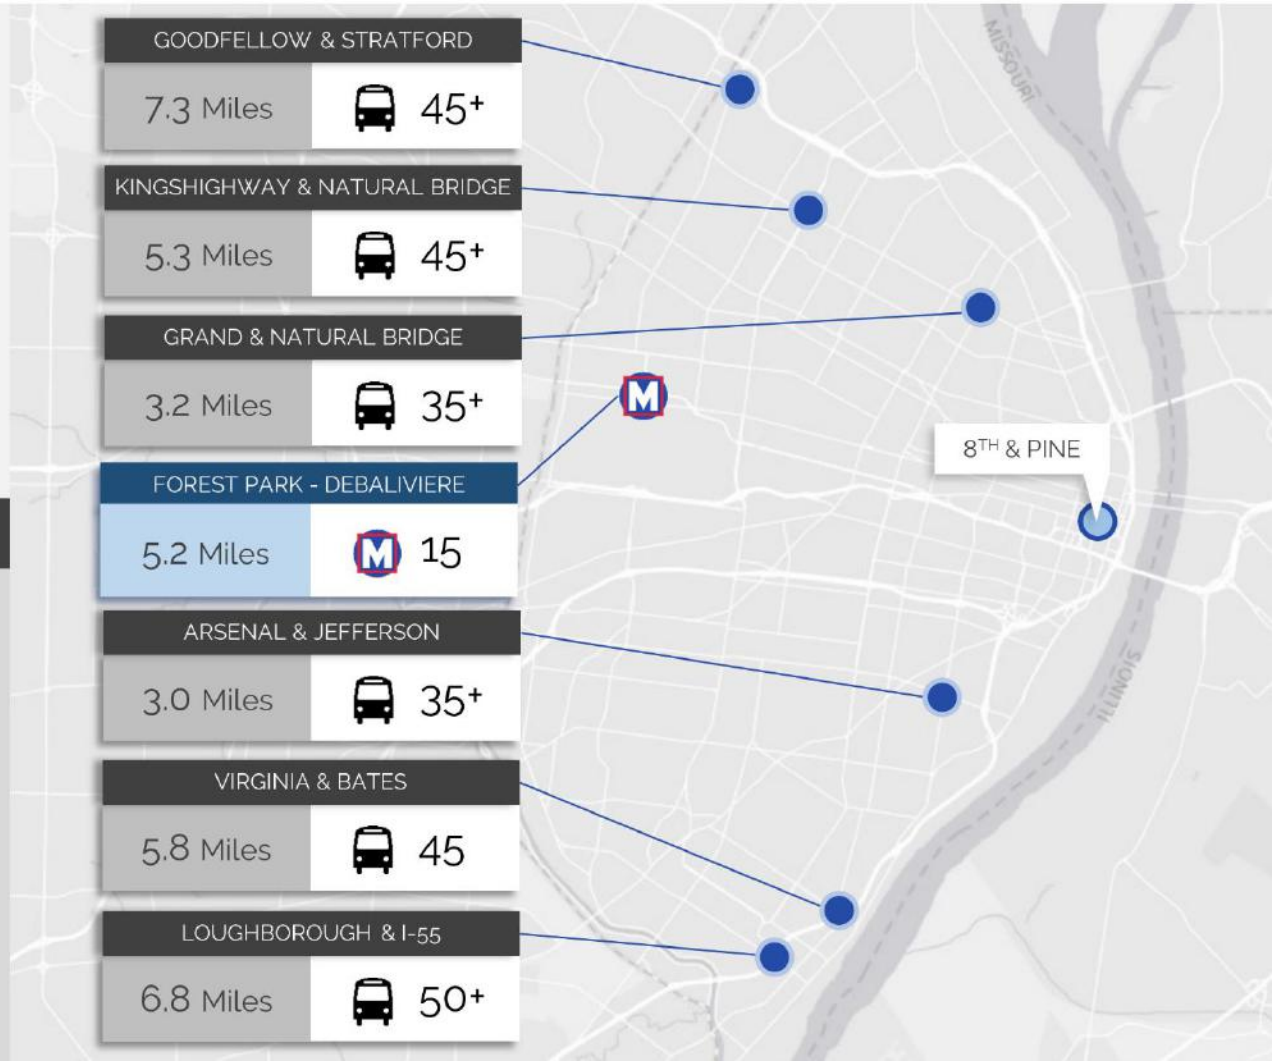 GOODFELLOW & STRATFORD
7.3 Miles 45+
KINGSHIGHWAY & NATURAL BRIDGE
5.3 Miles 45+
GRAND & NATURAL BRIDGE
3.2 Miles 35+
FOREST PARK - DEBALIVIERE
5.2 Miles M 15
ARSENAL & JEFFERSON
3.0 Miles 35+
VIRGINIA & BATES
5.8 Miles 45
LOUGHBOROUGH & I-55
6.8 Miles 50+
MISSOURI
M
8TH & PINE
ILLINOIS